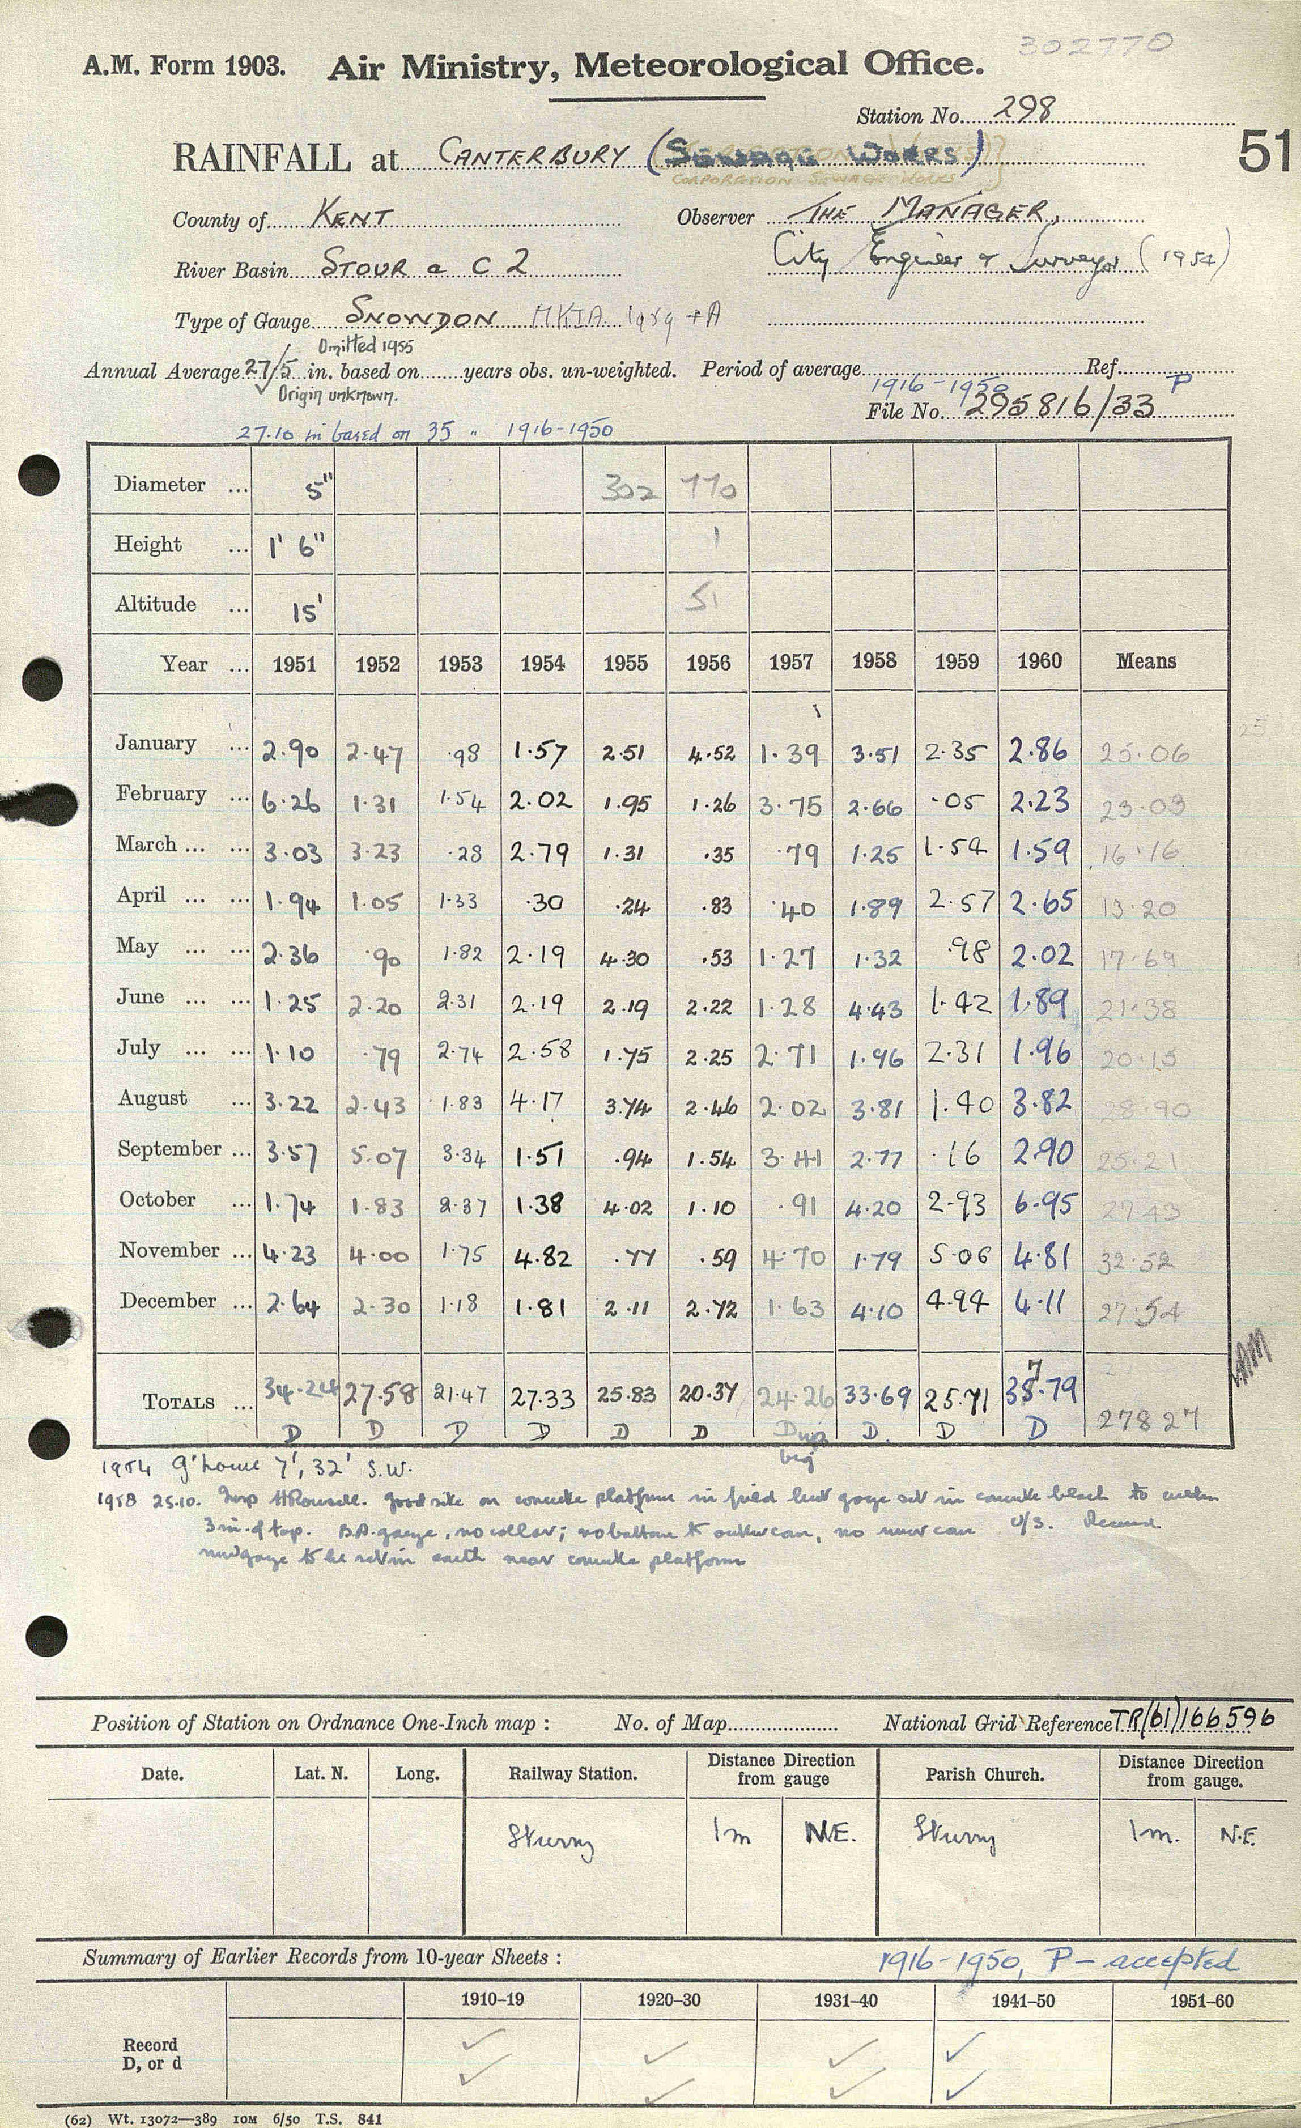 302770
A.M. Form 1903. Air Ministry, Meteorological Office.
Station No. 298
RAINFALL at CANTERBURY (SEWAGE WORKS)
CORPORATION SEWAGE WORKS
51
County of KENT Observer THE MANAGER,
City Engineer & Surveyor (1954)
River Basin STOUR a C 2
Type of Gauge SNOWDON MKIA
Omitted 1955
Annual Average 27/5 in. based on ...... years obs. un-weighted. Period of average 1916-1950 Ref. P
Origin unknown.
File No. 295816/33
27.10 in based on 35 " 1916-1950
Diameter ... 5" 302 770
Height ... 1' 6" 1
Altitude ... 15' 51
Year ... 1951 1952 1953 1954 1955 1956 1957 1958 1959 1960 Means
January ... 2.90 2.47 .98 1.57 2.51 4.52 1.39 3.51 2.35 2.86 25.06
February ... 6.26 1.31 1.54 2.02 1.95 1.26 3.75 2.66 .05 2.23 23.03
March ... ... 3.03 3.23 .28 2.79 1.31 .35 .79 1.25 1.54 1.59 16.16
April ... ... 1.94 1.05 1.33 .30 .24 .83 .40 1.89 2.57 2.65 13.20
May ... ... 2.36 .90 1.82 2.19 4.30 .53 1.27 1.32 .98 2.02 17.69
June ... ... 1.25 2.20 2.31 2.19 2.19 2.22 1.28 4.43 1.42 1.89 21.38
July ... ... 1.10 .79 2.74 2.58 1.75 2.25 2.71 1.96 2.31 1.96 20.15
August ... 3.22 2.43 1.83 4.17 3.74 2.46 2.02 3.81 1.40 3.82 28.90
September ... 3.57 5.07 3.34 1.51 .94 1.54 3.41 2.77 .16 2.90 25.21
October ... 1.74 1.83 2.37 1.38 4.02 1.10 .91 4.20 2.93 6.95 27.43
November ... 4.23 4.00 1.75 4.82 .77 .59 4.70 1.79 5.06 4.81 32.52
December ... 2.64 2.30 1.18 1.81 2.11 2.72 1.63 4.10 4.94 4.11 27.54
7
TOTALS ... 34.24 27.58 21.47 27.33 25.83 20.37 24.26 33.69 25.71 38.79 278 27
D D D D D D D D. D D
1954 G'house 7', 32' S.W.
1958 25.10. Insp H Rowsell. Good site on concrete platform in field but gauge set in concrete block to within
3 in. of top. B.A. gauge, no collar; no bottom to outer can, no inner can U/S. Recomd
new gauge to be set in earth near concrete platform
Position of Station on Ordnance One-Inch map : No. of Map National Grid Reference TR(61)166596
Date. Lat. N. Long. Railway Station. Distance Direction from gauge Parish Church. Distance Direction from gauge.
Sturry 1m N.E. Sturry 1m. N.E.
Summary of Earlier Records from 10-year Sheets : 1916-1950, P - accepted
1910–19 1920–30 1931–40 1941–50 1951–60
Record
D, or d
(62) Wt. 13072—389 10M 6/50 T.S. 841